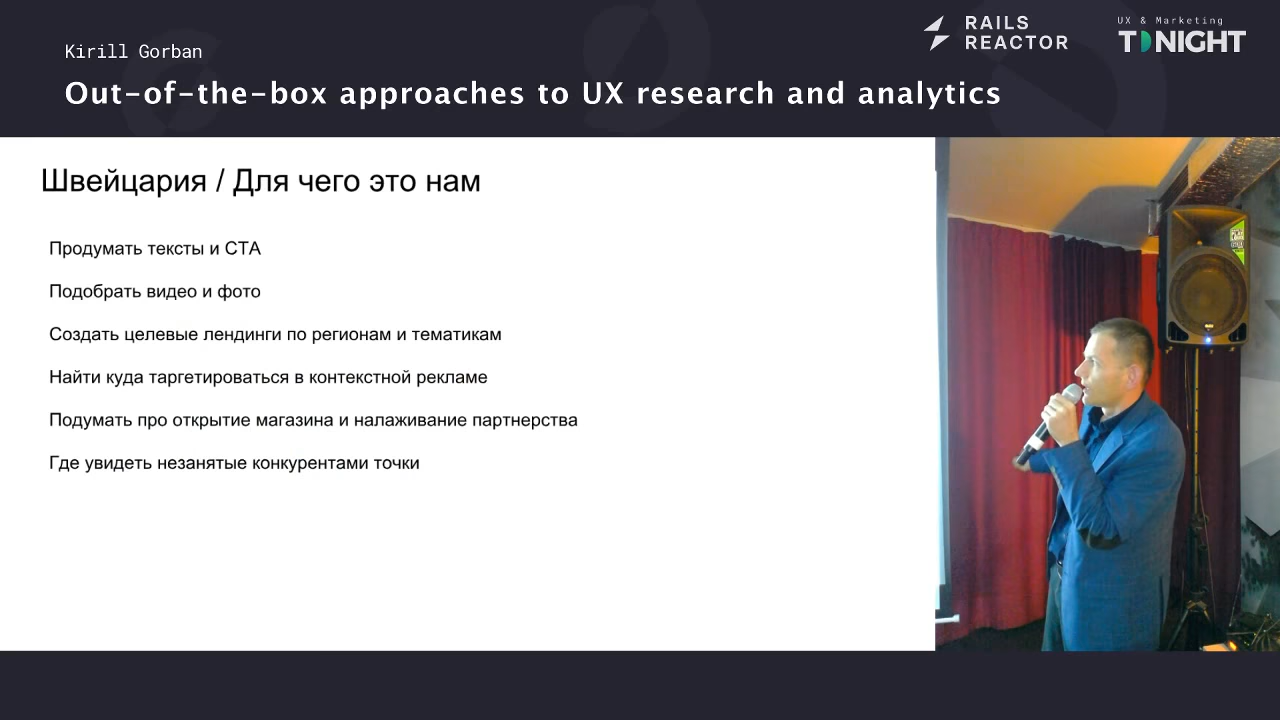 Kirill Gorban
Out-of-the-box approaches to UX research and analytics
RAILS
REACTOR
UX & Marketing
TONIGHT
Швейцария / Для чего это нам
Продумать тексты и CTA
Подобрать видео и фото
Создать целевые лендинги по регионам и тематикам
Найти куда таргетироваться в контекстной рекламе
Подумать про открытие магазина и налаживание партнерства
Где увидеть незанятые конкурентами точки